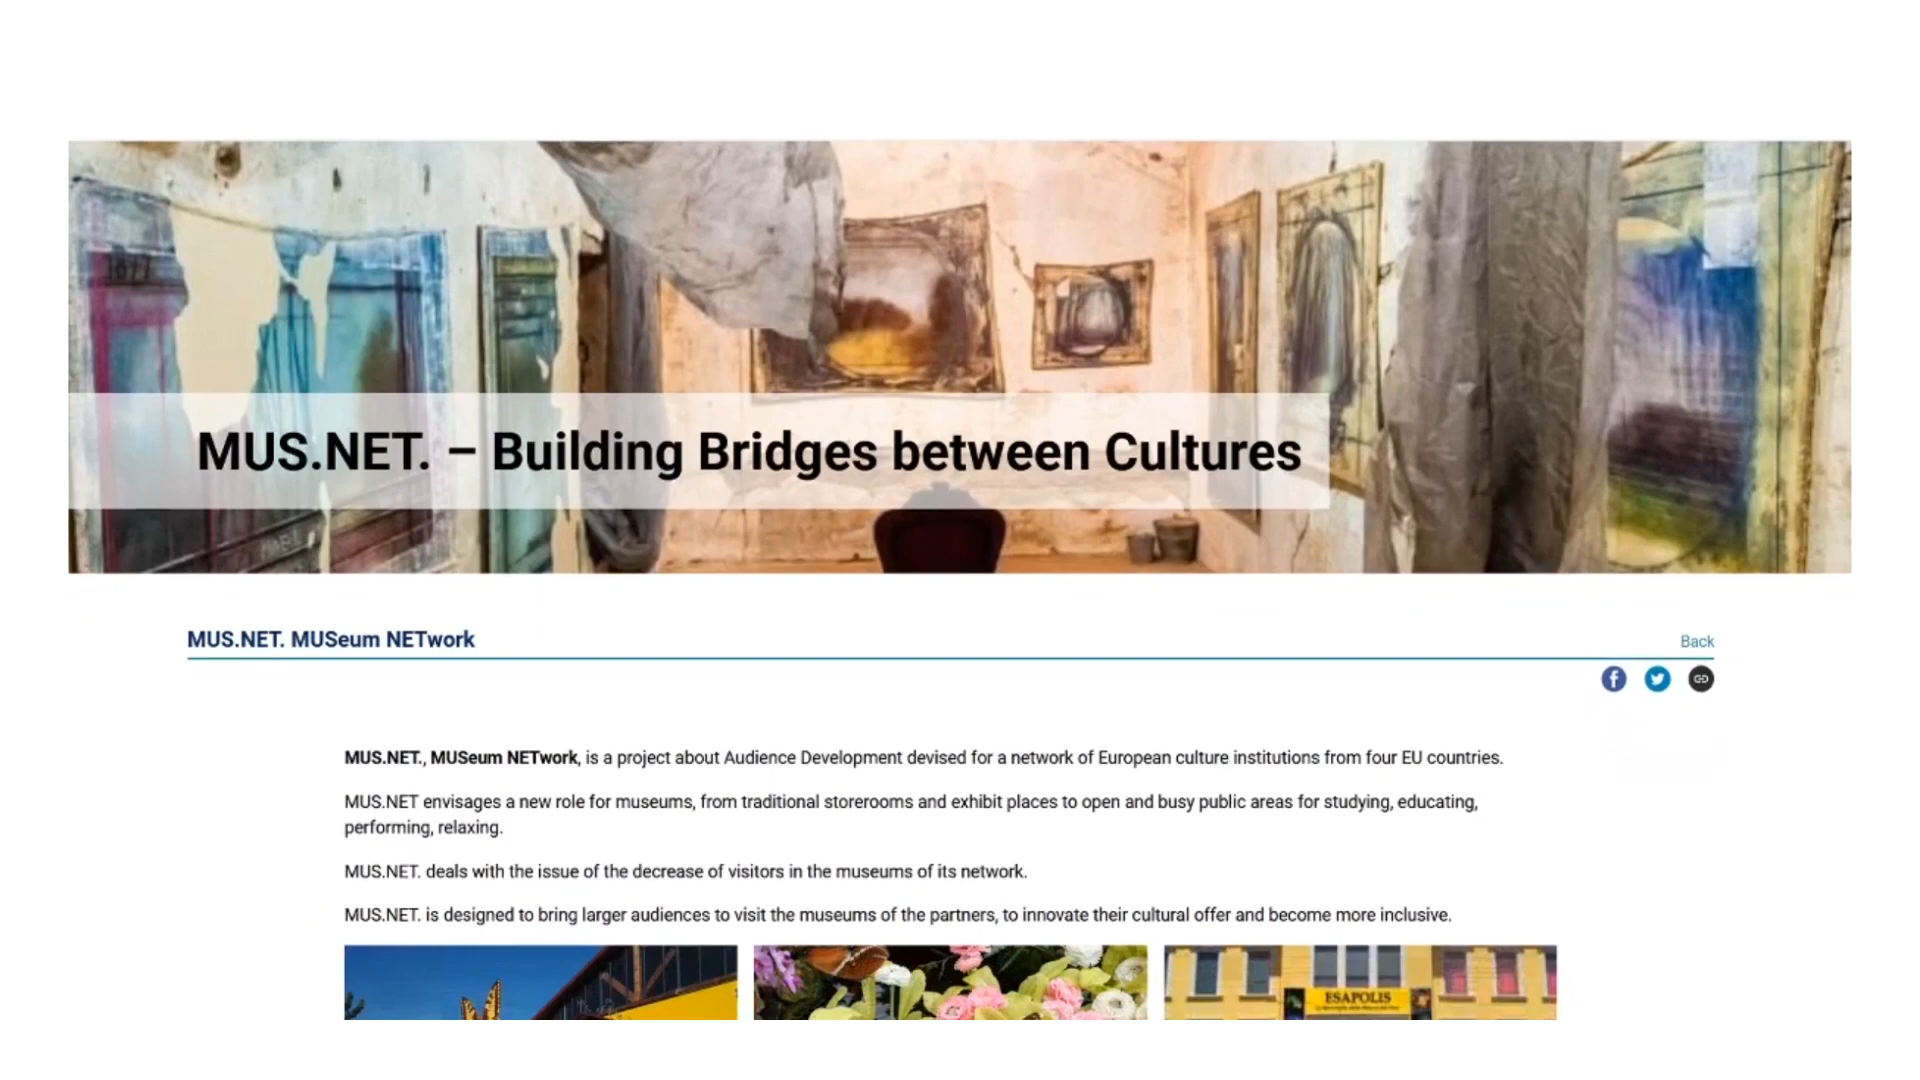 MUS.NET. – Building Bridges between Cultures
MUS.NET. MUSeum NETwork
Back
MUS.NET., MUSeum NETwork, is a project about Audience Development devised for a network of European culture institutions from four EU countries.
MUS.NET envisages a new role for museums, from traditional storerooms and exhibit places to open and busy public areas for studying, educating,
performing, relaxing.
MUS.NET. deals with the issue of the decrease of visitors in the museums of its network.
MUS.NET. is designed to bring larger audiences to visit the museums of the partners, to innovate their cultural offer and become more inclusive.
ESAPOLIS